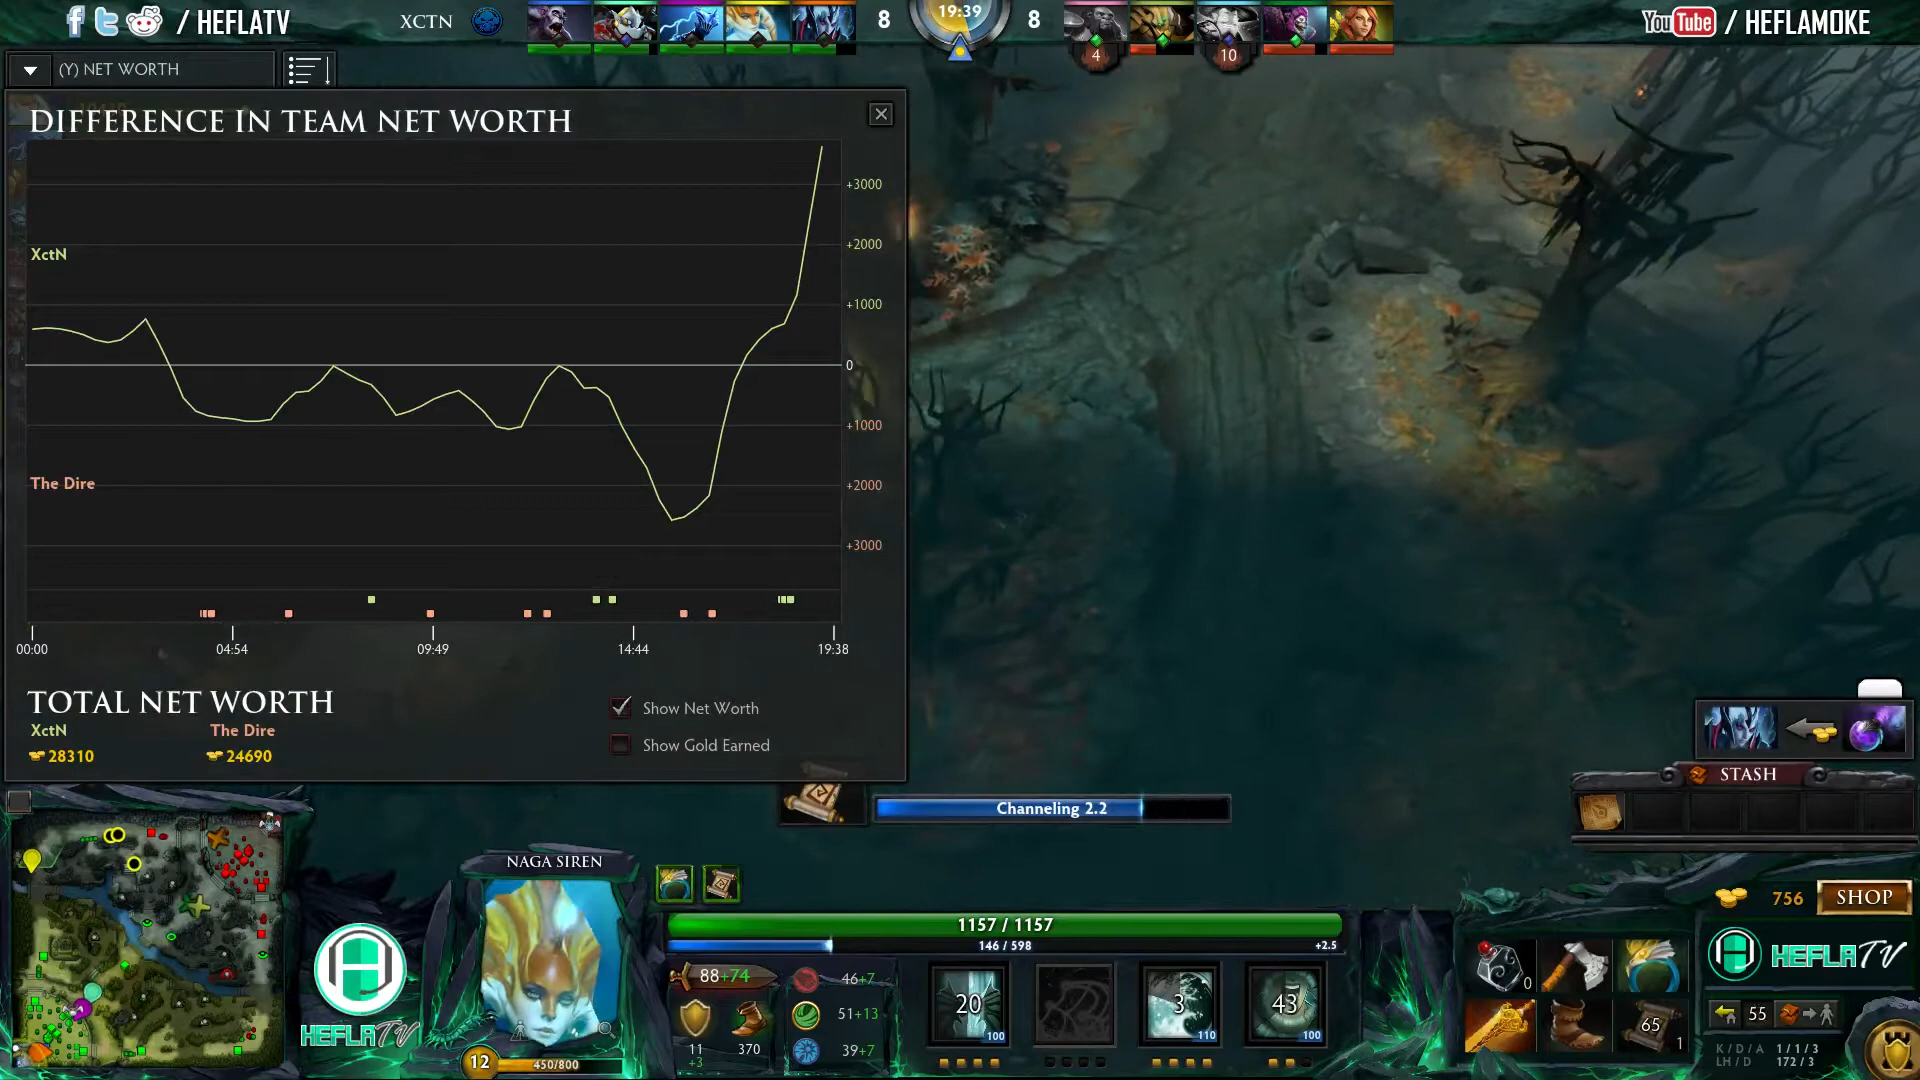 / HEFLATV
XCTN
8
19:39
8
YouTube / HEFLAMOKE
4
10
(Y) NET WORTH
DIFFERENCE IN TEAM NET WORTH
+3000
+2000
XctN
+1000
0
+1000
The Dire
+2000
+3000
00:00
04:54
09:49
14:44
19:38
TOTAL NET WORTH
XctN
The Dire
28310
24690
Show Net Worth
Show Gold Earned
Channeling 2.2
STASH
NAGA SIREN
1157 / 1157
146 / 598
+2.5
756
SHOP
88+74
46+7
51+13
39+7
11
+3
370
20
100
3
110
43
100
0
65
1
HEFLATV
HEFLATV
55
12
450/800
K / D / A 1 / 1 / 3
LH / D 172 / 3